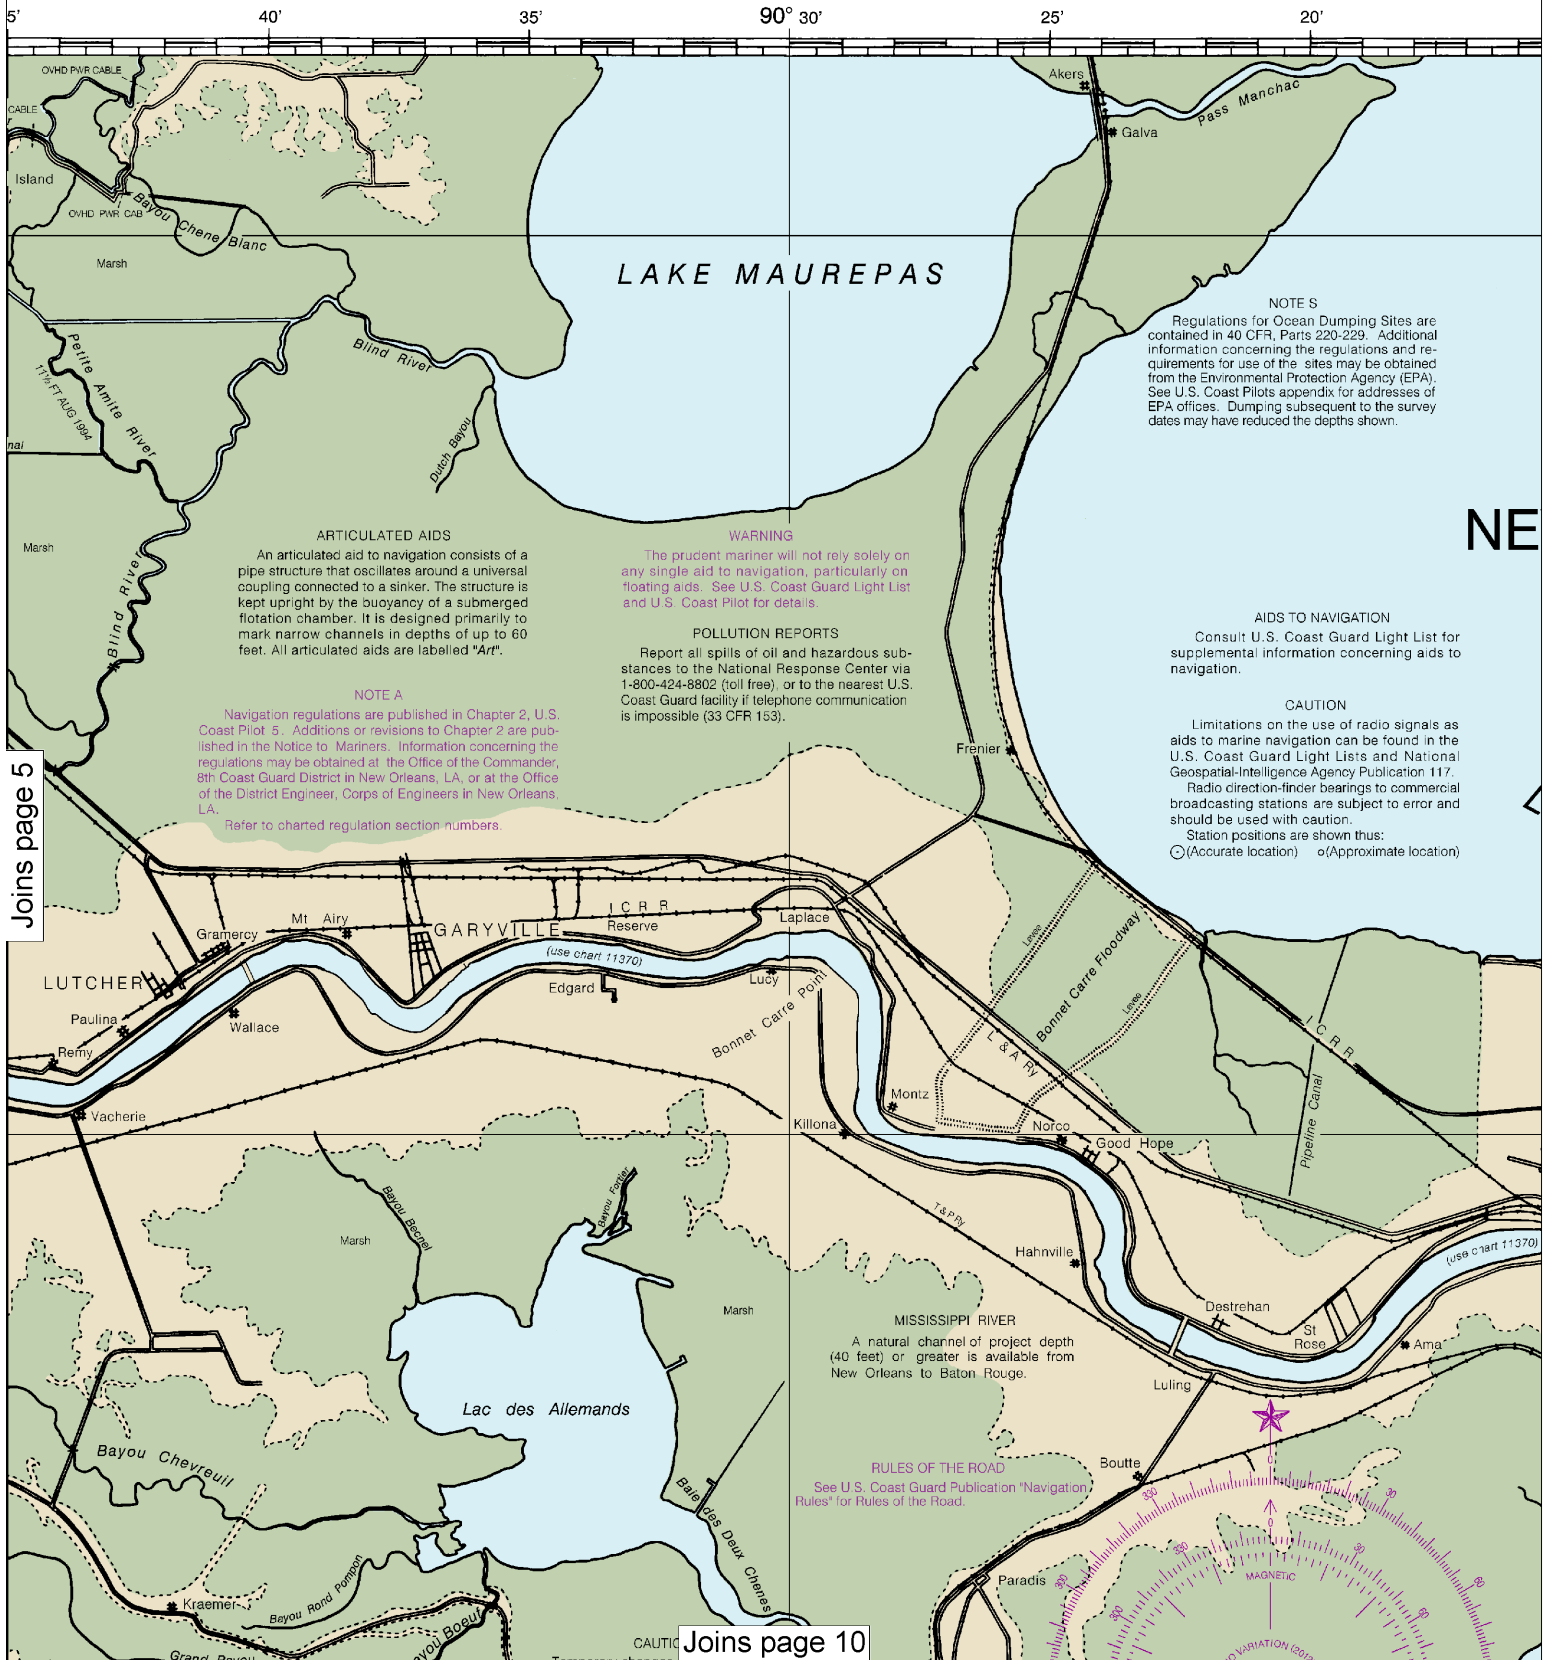 5'
40'
35'
90° 30'
25'
20'
OVHD PWR CABLE
CABLE
Island
OVHD PWR CAB
Bayou Chene Blanc
Marsh
Akers
Pass Manchac
Galva
LAKE MAUREPAS
NOTE S
Regulations for Ocean Dumping Sites are
contained in 40 CFR, Parts 220-229. Additional
information concerning the regulations and re-
quirements for use of the sites may be obtained
from the Environmental Protection Agency (EPA).
See U.S. Coast Pilots appendix for addresses of
EPA offices. Dumping subsequent to the survey
dates may have reduced the depths shown.
Petite Amite River
11½ FT AUG 1994
Blind River
Dutch Bayou
nal
Marsh
Blind River
NE
ARTICULATED AIDS
An articulated aid to navigation consists of a
pipe structure that oscillates around a universal
coupling connected to a sinker. The structure is
kept upright by the buoyancy of a submerged
flotation chamber. It is designed primarily to
mark narrow channels in depths of up to 60
feet. All articulated aids are labelled "Art".
WARNING
The prudent mariner will not rely solely on
any single aid to navigation, particularly on
floating aids. See U.S. Coast Guard Light List
and U.S. Coast Pilot for details.
POLLUTION REPORTS
Report all spills of oil and hazardous sub-
stances to the National Response Center via
1-800-424-8802 (toll free), or to the nearest U.S.
Coast Guard facility if telephone communication
is impossible (33 CFR 153).
AIDS TO NAVIGATION
Consult U.S. Coast Guard Light List for
supplemental information concerning aids to
navigation.
NOTE A
Navigation regulations are published in Chapter 2, U.S.
Coast Pilot 5. Additions or revisions to Chapter 2 are pub-
lished in the Notice to Mariners. Information concerning the
regulations may be obtained at the Office of the Commander,
8th Coast Guard District in New Orleans, LA, or at the Office
of the District Engineer, Corps of Engineers in New Orleans,
LA.
Refer to charted regulation section numbers.
CAUTION
Limitations on the use of radio signals as
aids to marine navigation can be found in the
U.S. Coast Guard Light Lists and National
Geospatial-Intelligence Agency Publication 117.
Radio direction-finder bearings to commercial
broadcasting stations are subject to error and
should be used with caution.
Station positions are shown thus:
(Accurate location) o(Approximate location)
Frenier
Joins page 5
Mt Airy
Gramercy
GARYVILLE
I C R R
Reserve
Laplace
(use chart 11370)
LUTCHER
Paulina
Remy
Wallace
Edgard
Lucy
Bonnet Carre Point
Levee
Bonnet Carre Floodway
Levee
L & A Ry
I C R R
Pipeline Canal
Vacherie
Montz
Killona
Norco
Good Hope
Bayou Becnel
Bayou Fortier
Marsh
T & P Ry
Hahnville
(use chart 11370)
Marsh
Destrehan
St
Rose
Ama
MISSISSIPPI RIVER
A natural channel of project depth
(40 feet) or greater is available from
New Orleans to Baton Rouge.
Luling
Lac des Allemands
Bayou Chevreuil
Boutte
RULES OF THE ROAD
See U.S. Coast Guard Publication "Navigation
Rules" for Rules of the Road.
Baie des Deux Chenes
0
330
30
0
330
30
MAGNETIC
300
60
300
60
Paradis
Kraemer
Bayou Rond Pompon
Grand Bayou
ayou Boeuf
CAUTIO
Joins page 10
VARIATION (2012